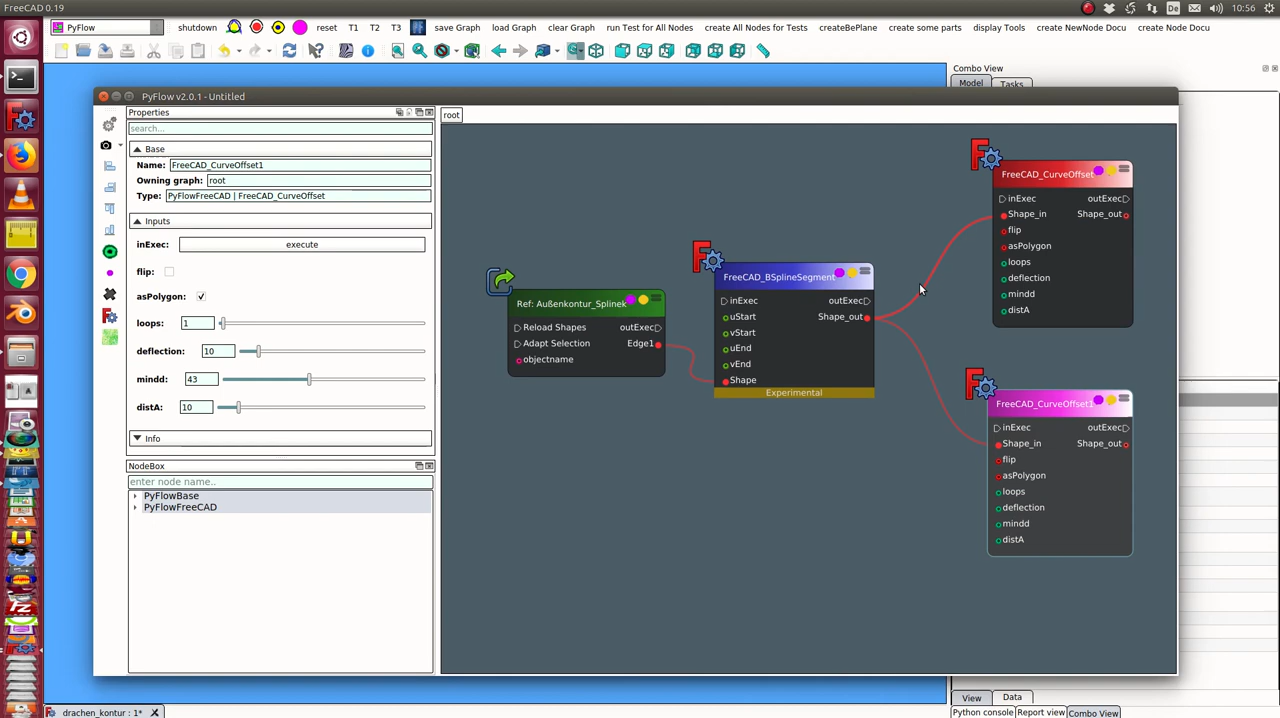 FreeCAD 0.19
De
10:56
PyFlow
shutdown
reset
T1
T2
T3
save Graph
load Graph
clear Graph
run Test for All Nodes
create All Nodes for Tests
createBePlane
create some parts
display Tools
create NewNode Docu
create Node Docu
Combo View
Model
Tasks
PyFlow v2.0.1 - Untitled
Properties
search...
Base
Name:
FreeCAD_CurveOffset1
Owning graph:
root
Type:
PyFlowFreeCAD | FreeCAD_CurveOffset
Inputs
inExec:
execute
flip:
asPolygon:
loops:
1
deflection:
10
mindd:
43
distA:
10
Info
NodeBox
enter node name..
PyFlowBase
PyFlowFreeCAD
root
Ref: Außenkontur_Splinek
Reload Shapes
outExec
Adapt Selection
Edge1
objectname
FreeCAD_BSplineSegment
inExec
outExec
uStart
Shape_out
vStart
uEnd
vEnd
Shape
Experimental
FreeCAD_CurveOffset
inExec
outExec
Shape_in
Shape_out
flip
asPolygon
loops
deflection
mindd
distA
FreeCAD_CurveOffset1
inExec
outExec
Shape_in
Shape_out
flip
asPolygon
loops
deflection
mindd
distA
View
Data
Python console
Report view
Combo View
drachen_kontur : 1*